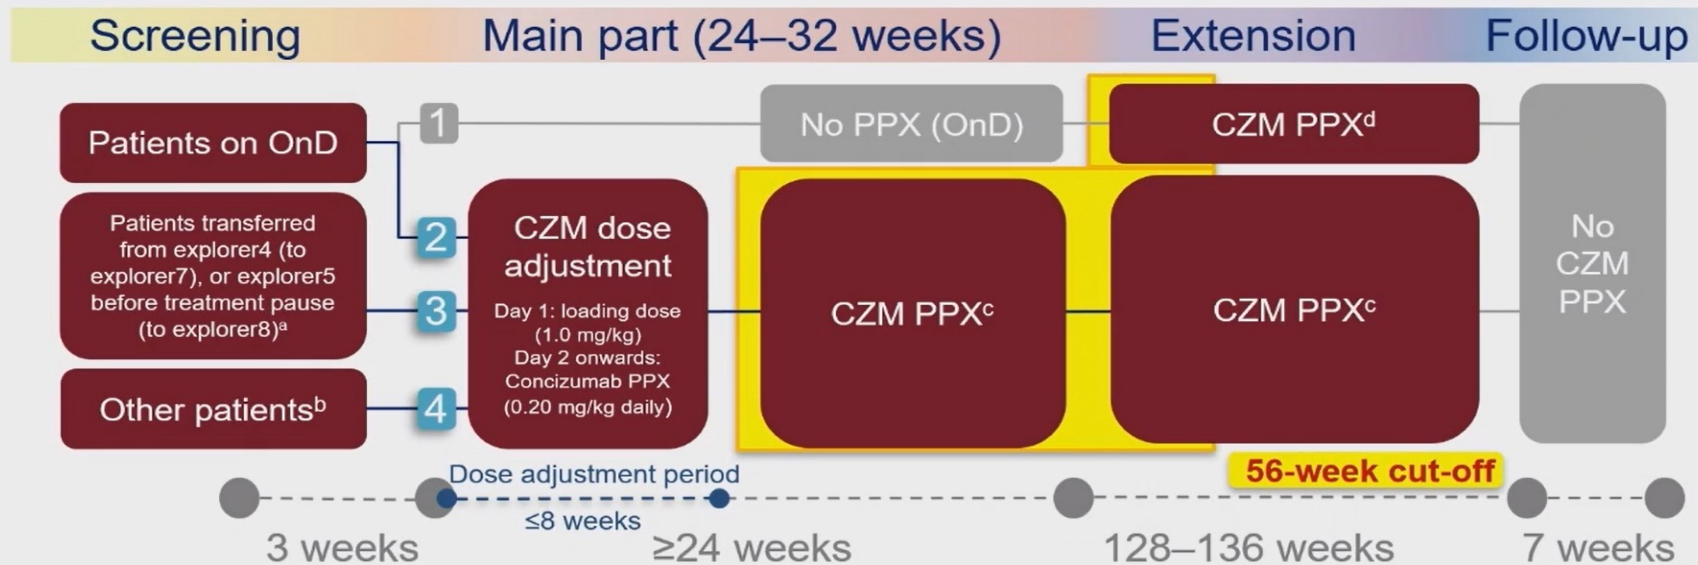 Screening
Main part (24–32 weeks)
Extension
Follow-up
Patients on OnD
1
No PPX (OnD)
CZM PPXᵈ
Patients transferred
from explorer4 (to
explorer7), or explorer5
before treatment pause
(to explorer8)ᵃ
2
3
CZM dose
adjustment
Day 1: loading dose
(1.0 mg/kg)
Day 2 onwards:
Concizumab PPX
(0.20 mg/kg daily)
CZM PPXᶜ
CZM PPXᶜ
No
CZM
PPX
Other patientsᵇ
4
Dose adjustment period
≤8 weeks
56-week cut-off
3 weeks
≥24 weeks
128–136 weeks
7 weeks